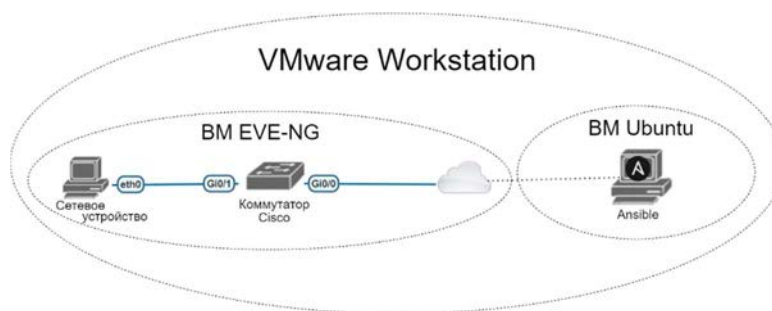 VMware Workstation
ВМ EVE-NG
ВМ Ubuntu
eth0
Gi0/1
Gi0/0
Сетевое
устройство
Коммутатор
Cisco
Ansible